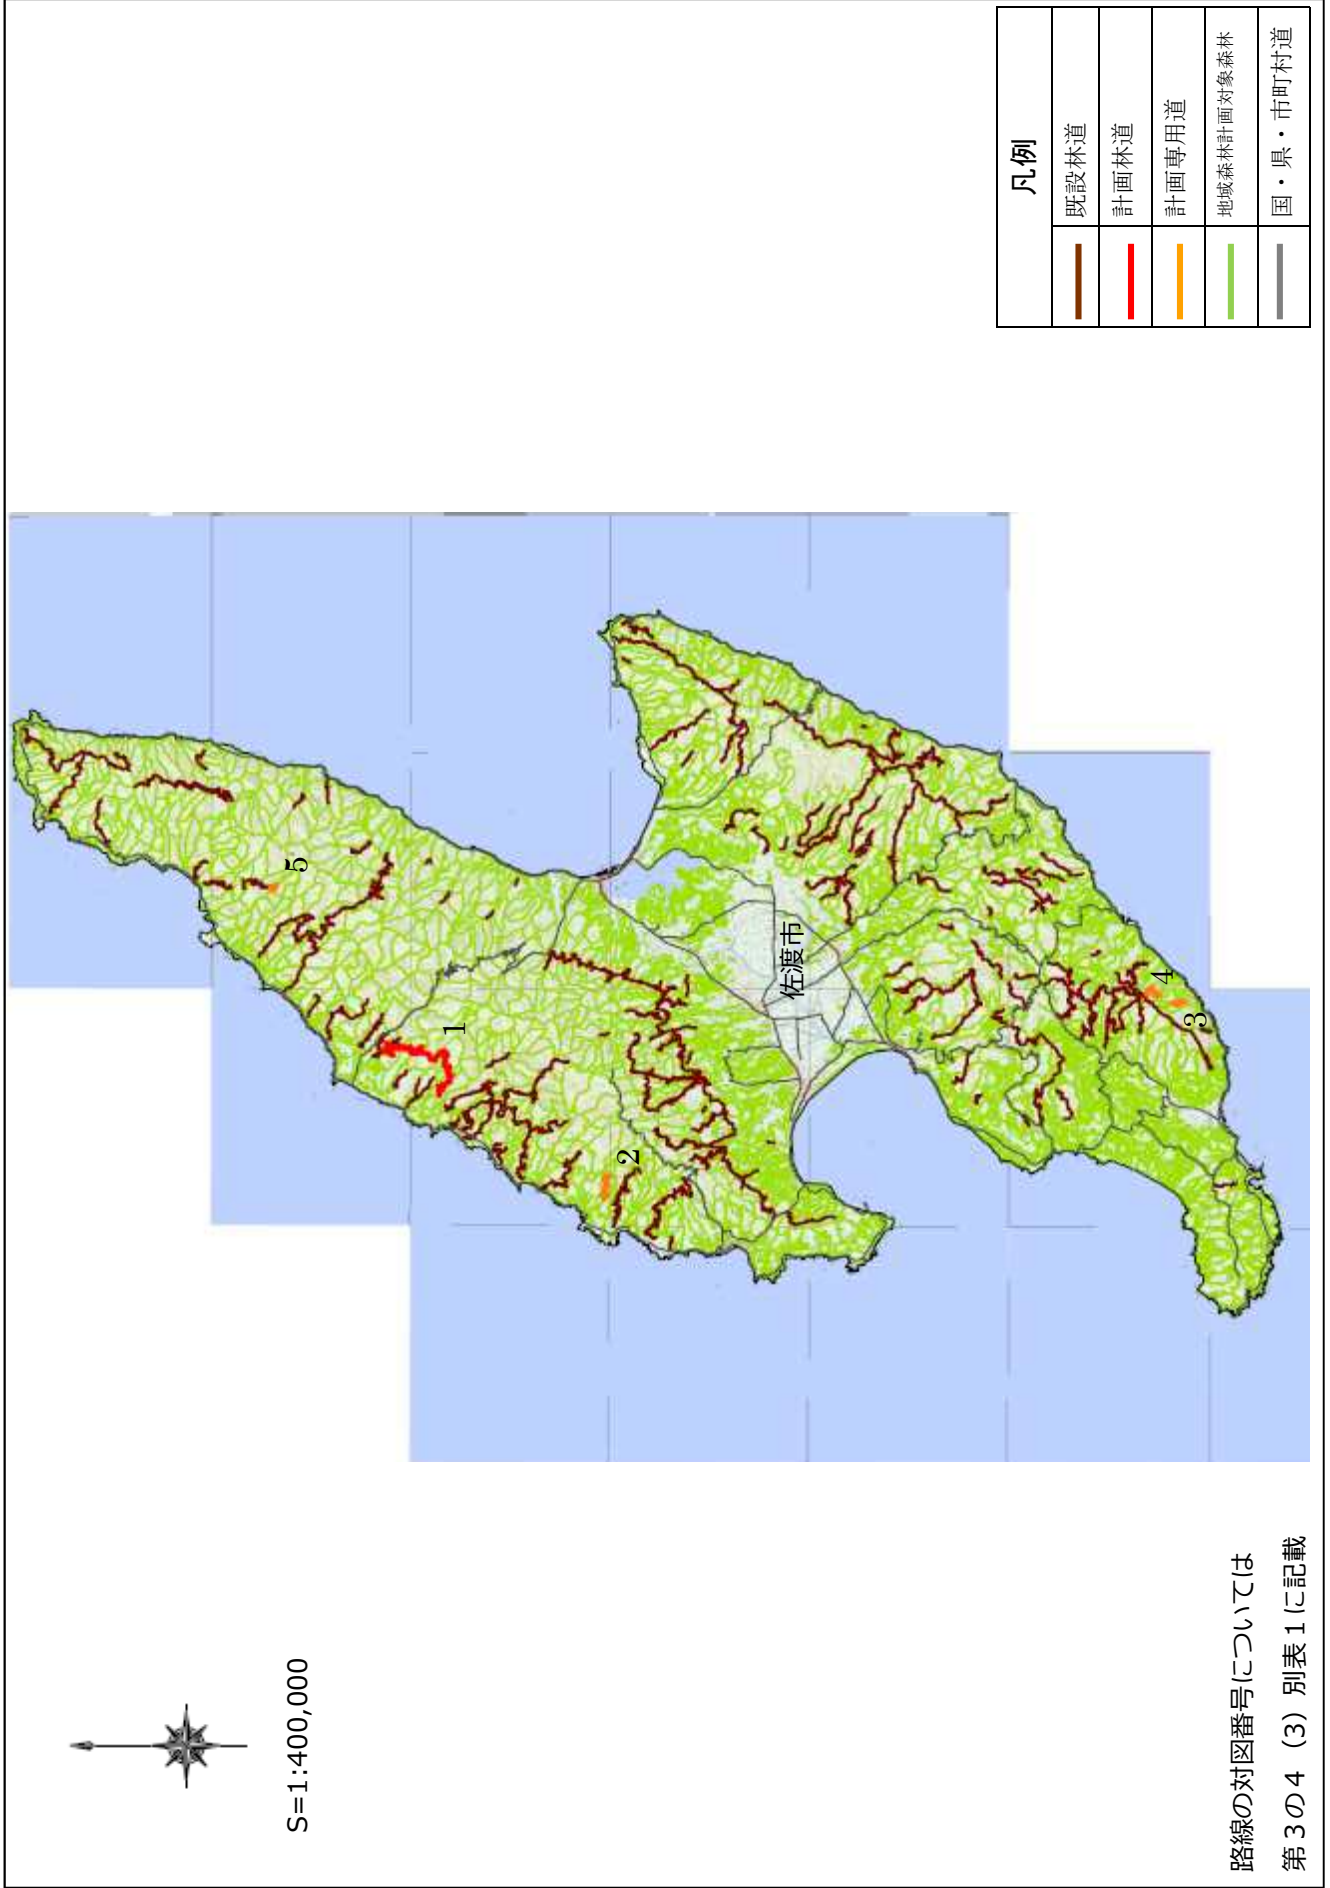 S=1:400,000
5
1
2
佐渡市
4
3
凡例
既設林道
計画林道
計画専用道
地域森林計画対象森林
国・県・市町村道
路線の対図番号については
第3の4（3）別表1に記載